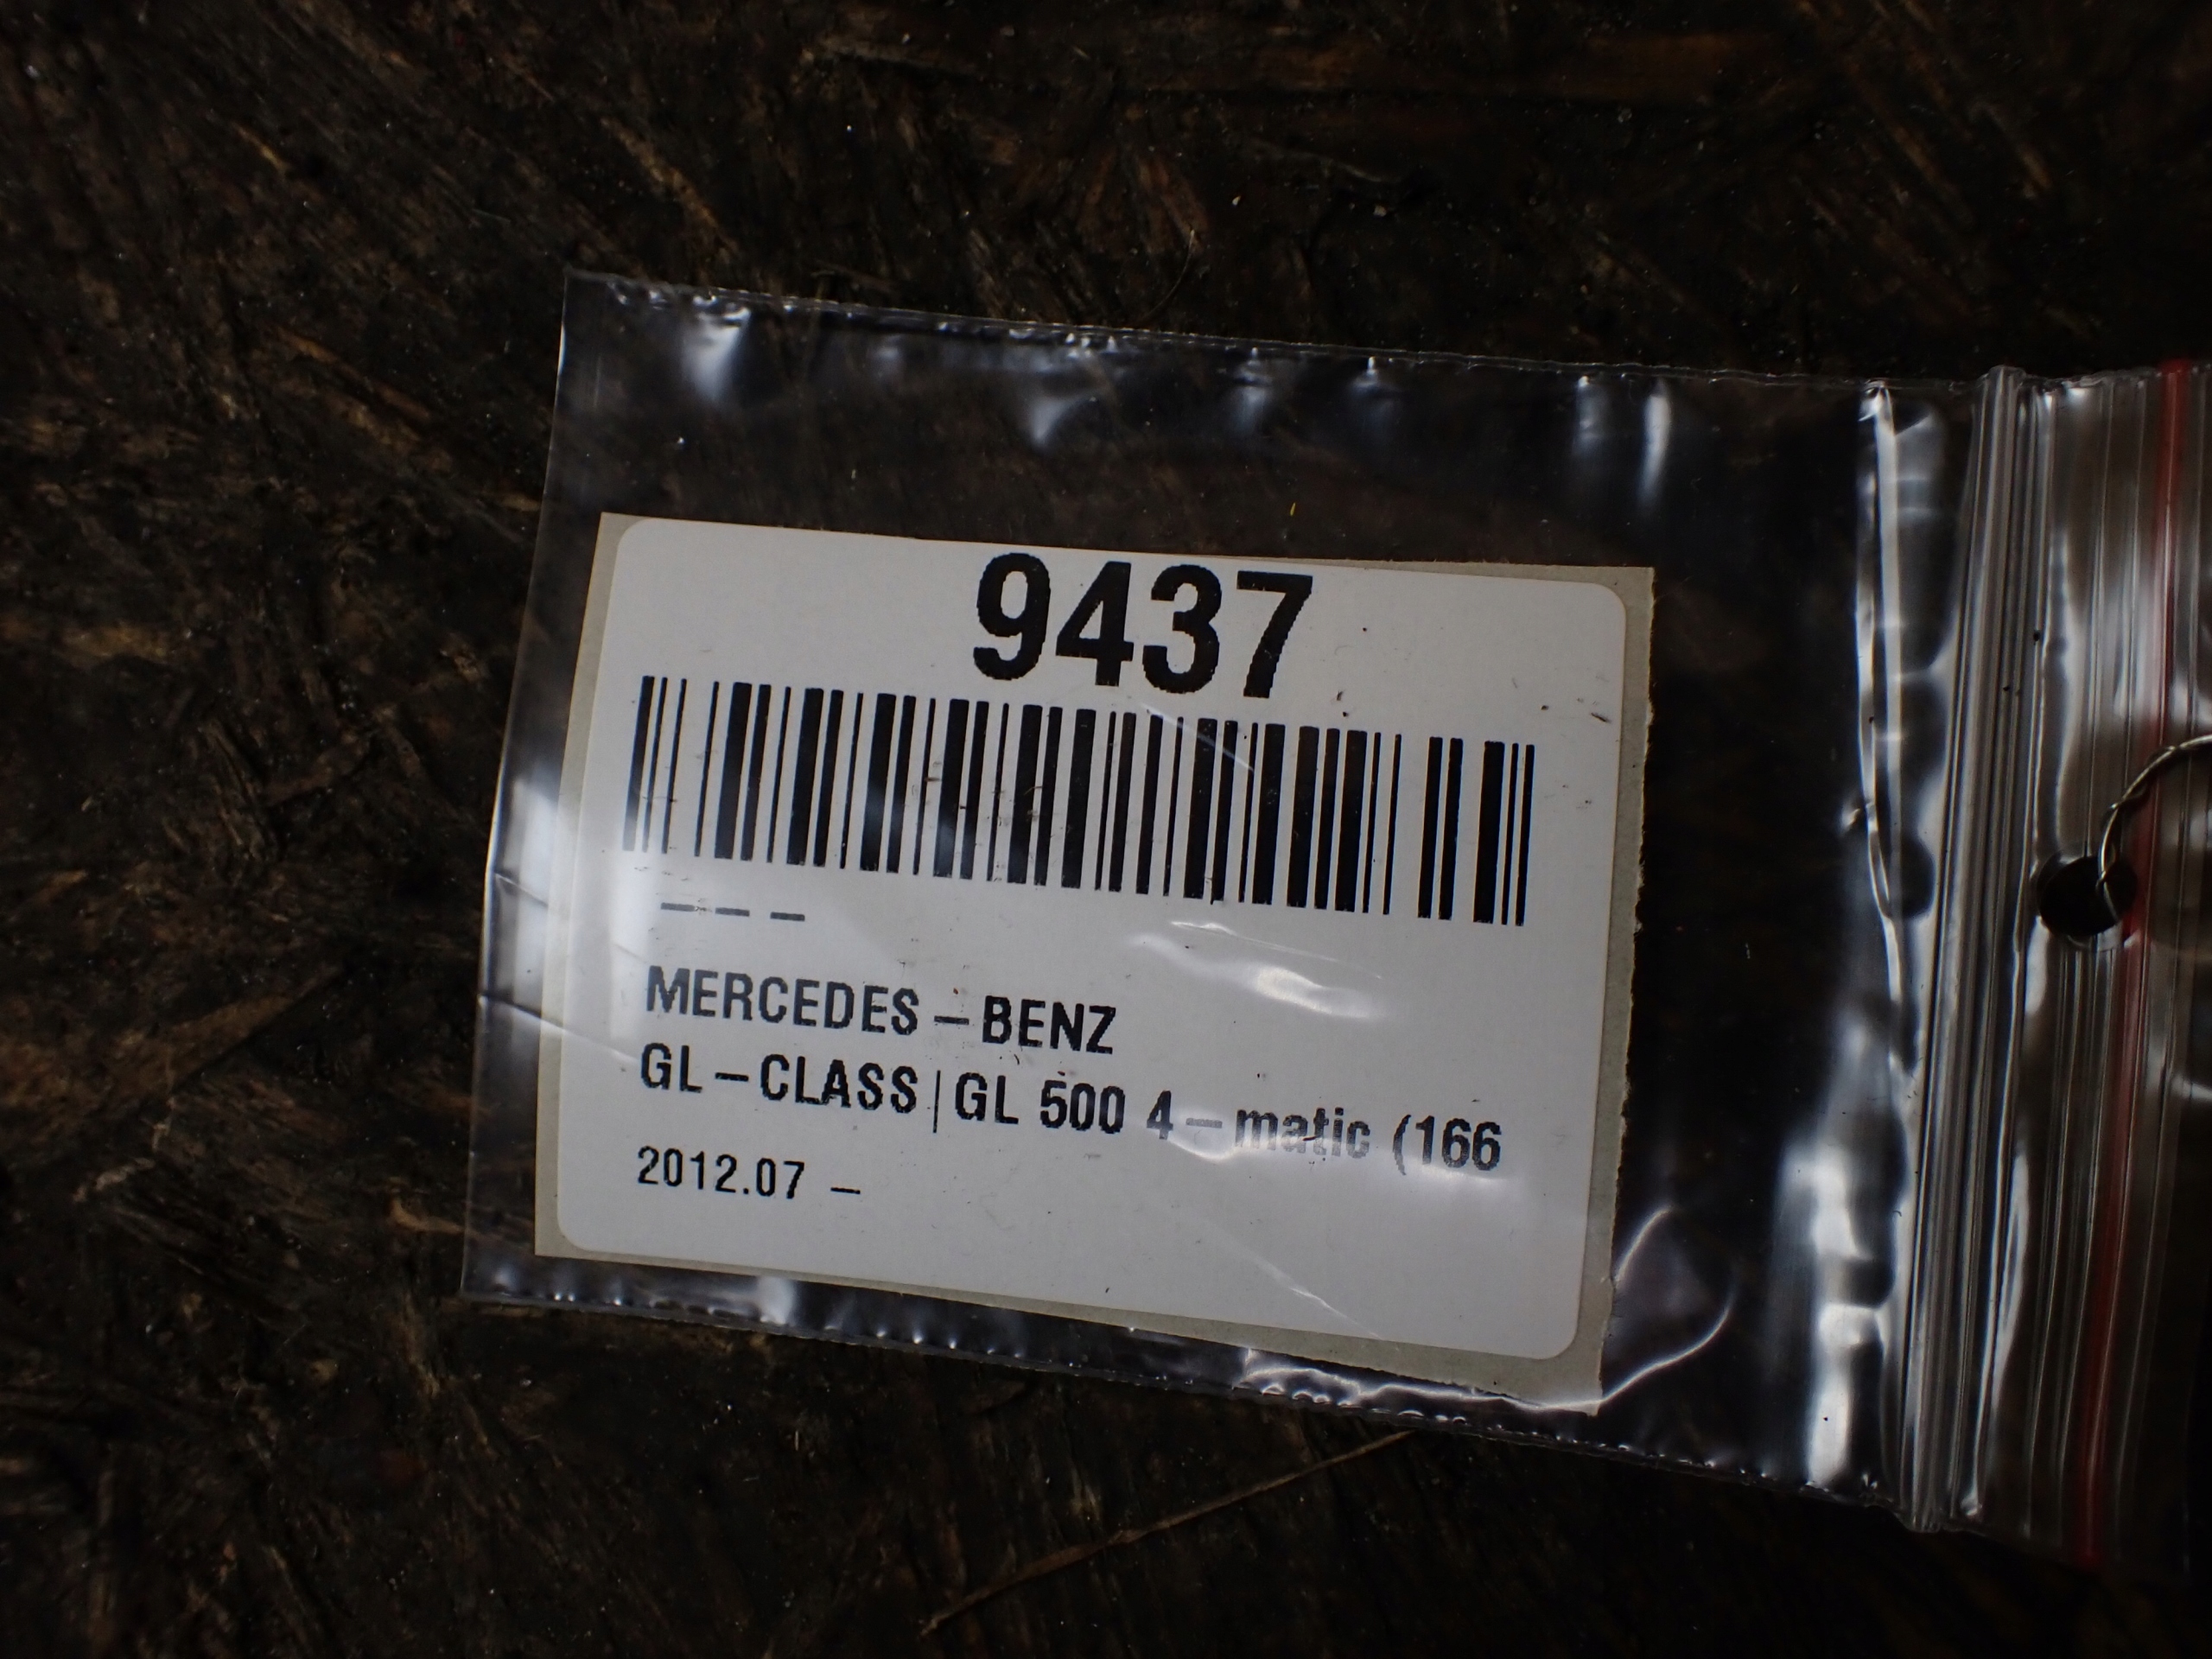 9437
– – –
MERCEDES – BENZ
GL – CLASS | GL 500 4 – matic (166
2012.07 –